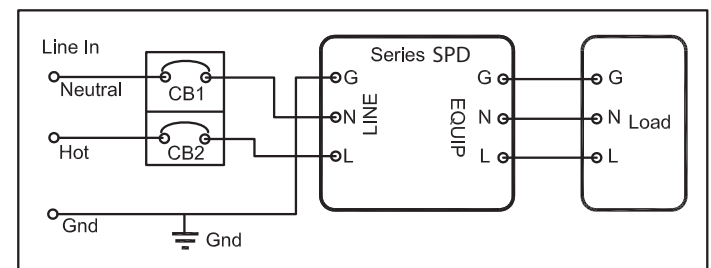 Line In
Neutral
CB1
Hot
CB2
Gnd
Gnd
Series SPD
G
N
L
LINE
EQUIP
G
N
L
G
N
L
Load